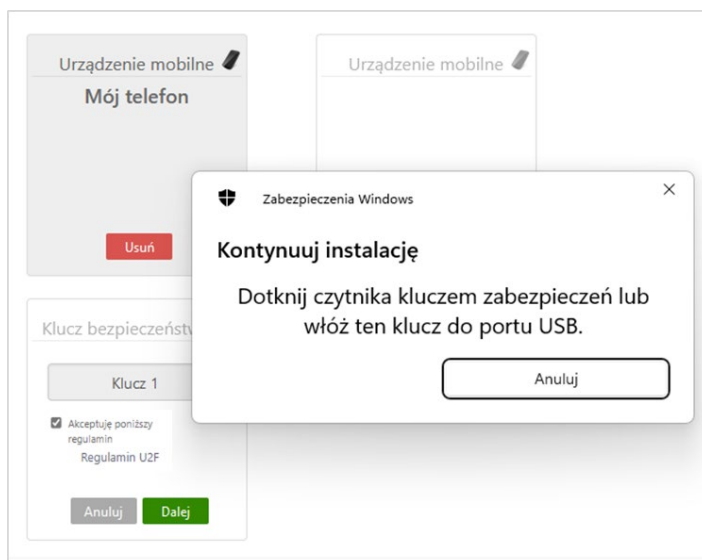 Urządzenie mobilne
Mój telefon
Usuń
Urządzenie mobilne
Zabezpieczenia Windows
Kontynuuj instalację
Dotknij czytnika kluczem zabezpieczeń lub
włóż ten klucz do portu USB.
Anuluj
Klucz bezpieczeństw
Klucz 1
Akceptuję poniższy
regulamin
Regulamin U2F
Anuluj
Dalej